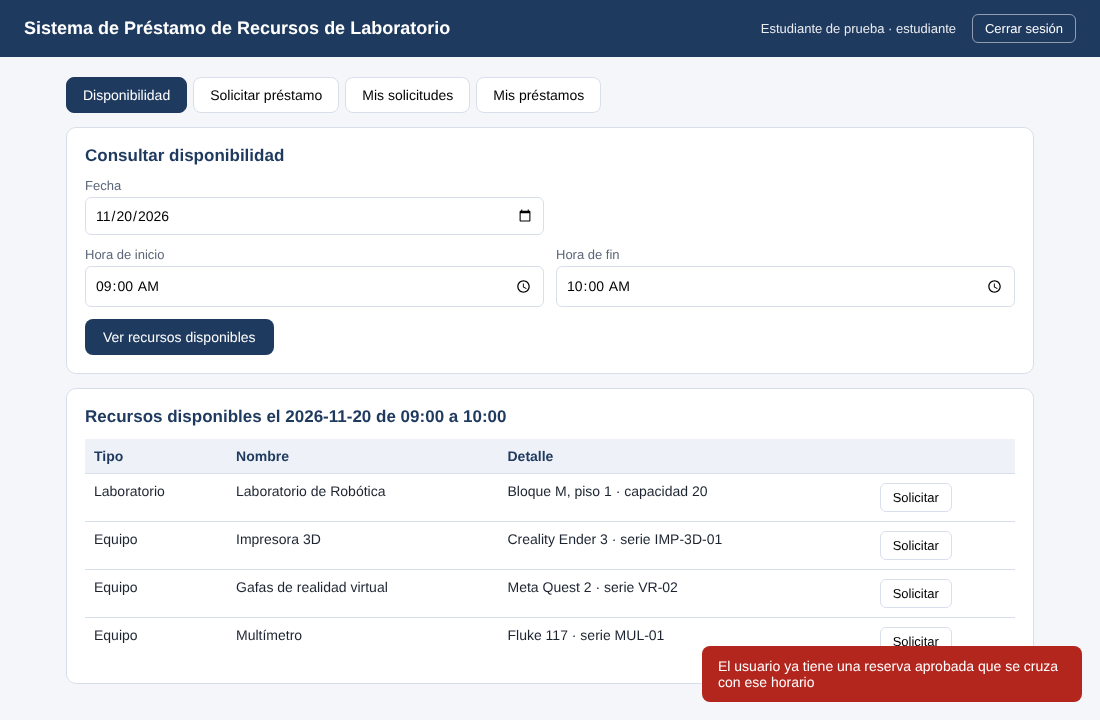 Sistema de Préstamo de Recursos de Laboratorio
Estudiante de prueba · estudiante
Cerrar sesión
Disponibilidad
Solicitar préstamo
Mis solicitudes
Mis préstamos
Consultar disponibilidad
Fecha
11/20/2026
Hora de inicio
Hora de fin
09:00 AM
10:00 AM
Ver recursos disponibles
Recursos disponibles el 2026-11-20 de 09:00 a 10:00
Tipo Nombre Detalle
Laboratorio Laboratorio de Robótica Bloque M, piso 1 · capacidad 20 Solicitar
Equipo Impresora 3D Creality Ender 3 · serie IMP-3D-01 Solicitar
Equipo Gafas de realidad virtual Meta Quest 2 · serie VR-02 Solicitar
Equipo Multímetro Fluke 117 · serie MUL-01 Solicitar
El usuario ya tiene una reserva aprobada que se cruza
con ese horario